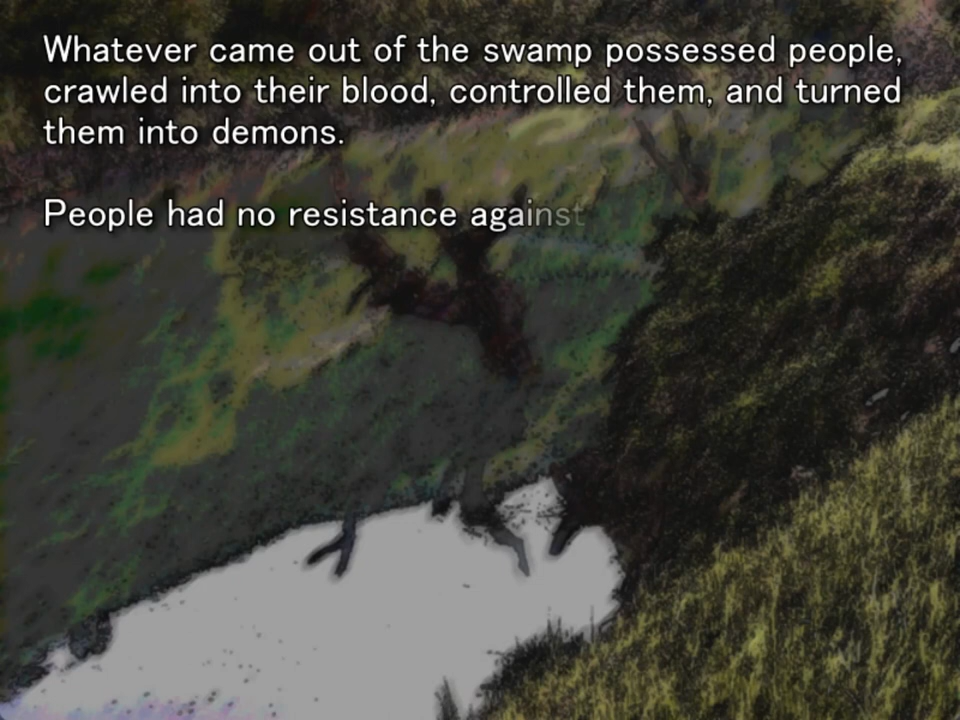 Whatever came out of the swamp possessed people,
crawled into their blood, controlled them, and turned
them into demons.
People had no resistance against